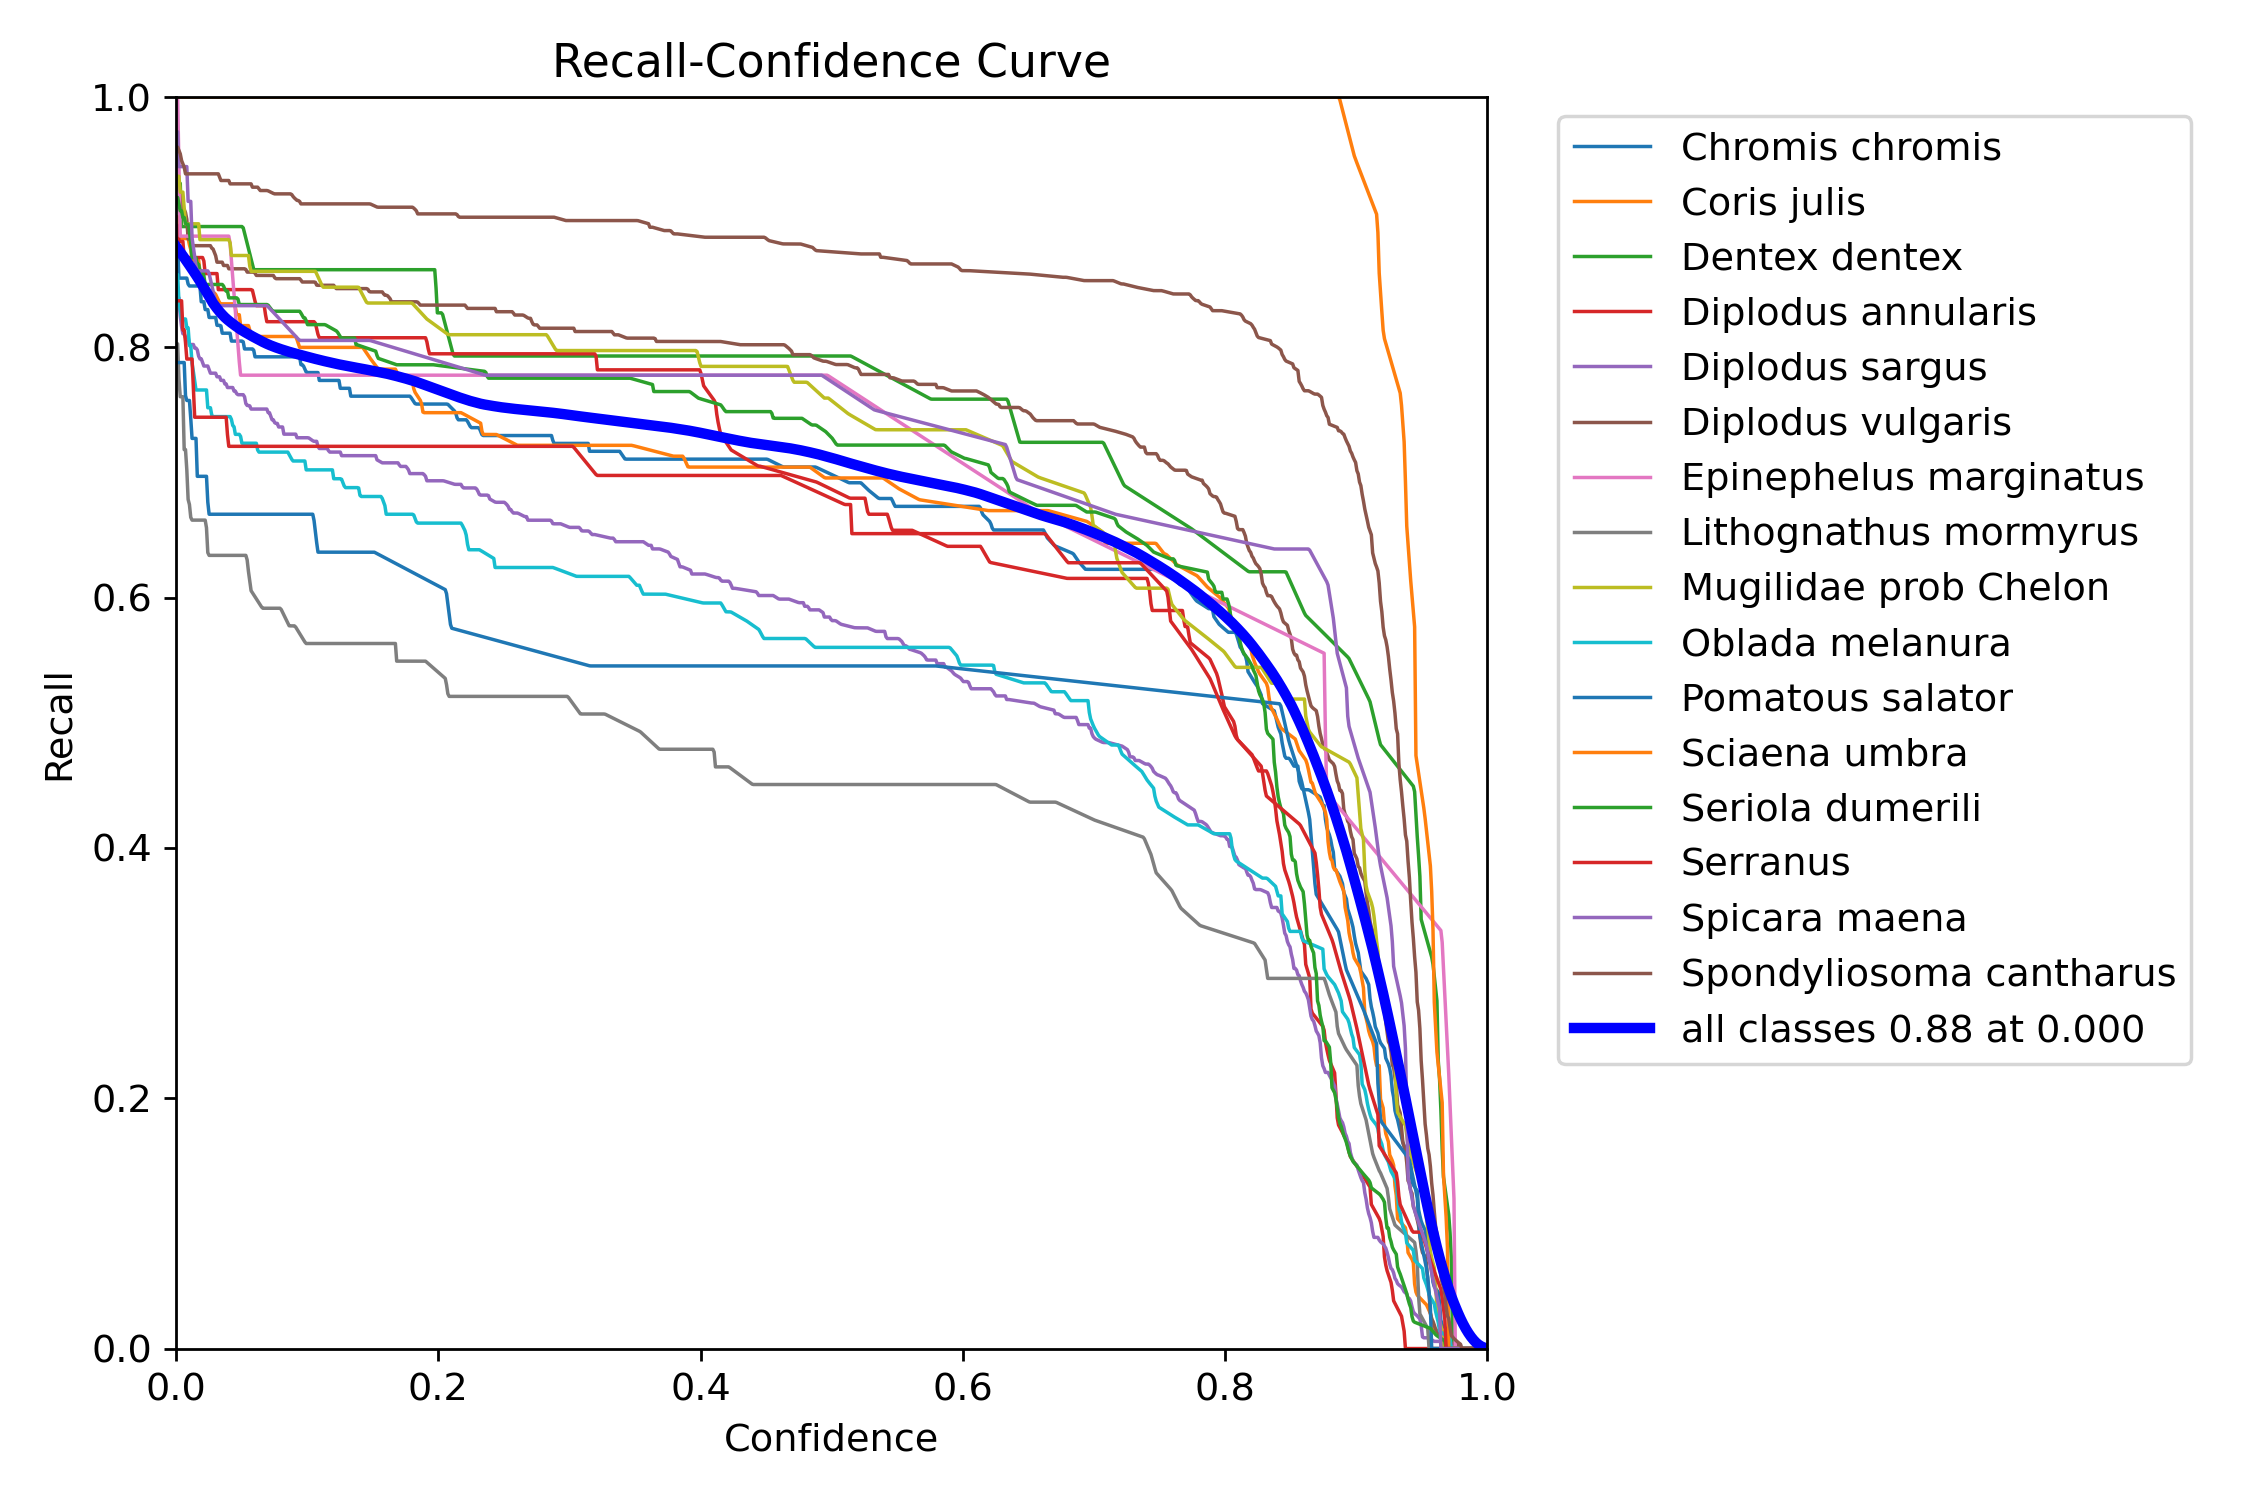 Recall-Confidence Curve
1.0
0.8
0.6
0.4
0.2
0.0
Recall
0.0 0.2 0.4 0.6 0.8 1.0
Confidence
Chromis chromis
Coris julis
Dentex dentex
Diplodus annularis
Diplodus sargus
Diplodus vulgaris
Epinephelus marginatus
Lithognathus mormyrus
Mugilidae prob Chelon
Oblada melanura
Pomatous salator
Sciaena umbra
Seriola dumerili
Serranus
Spicara maena
Spondyliosoma cantharus
all classes 0.88 at 0.000